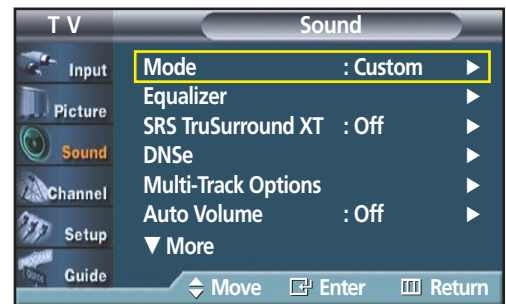 T V
Sound
Input
Picture
Sound
Channel
Setup
Guide
Mode : Custom ►
Equalizer ►
SRS TruSurround XT : Off ►
DNSe ►
Multi-Track Options ►
Auto Volume : Off ►
▼ More
Move Enter Return